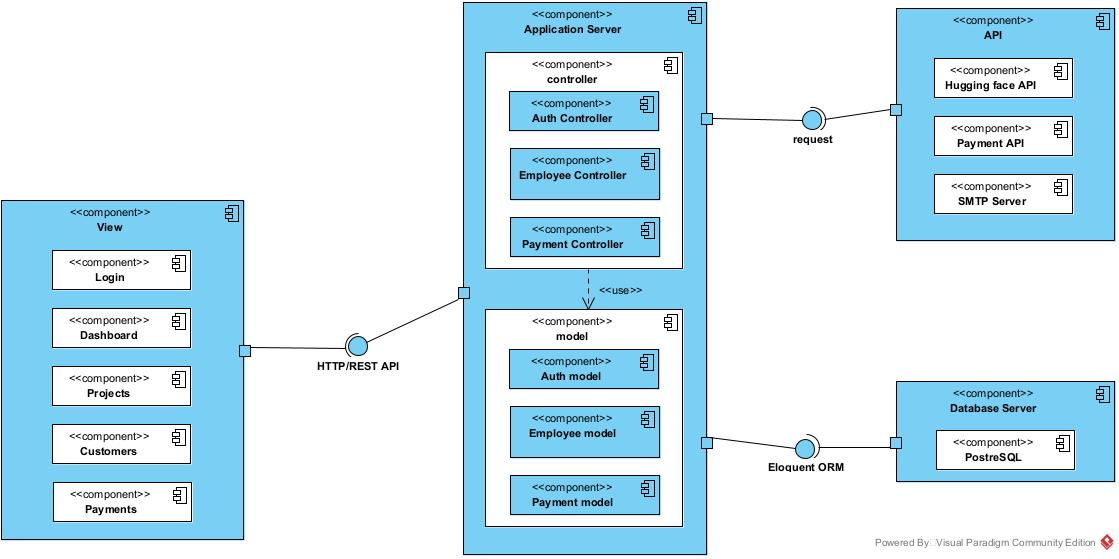 <<component>>
View
<<component>>
Login
<<component>>
Dashboard
<<component>>
Projects
<<component>>
Customers
<<component>>
Payments
HTTP/REST API
<<component>>
Application Server
<<component>>
controller
<<component>>
Auth Controller
<<component>>
Employee Controller
<<component>>
Payment Controller
<<use>>
<<component>>
model
<<component>>
Auth model
<<component>>
Employee model
<<component>>
Payment model
request
<<component>>
API
<<component>>
Hugging face API
<<component>>
Payment API
<<component>>
SMTP Server
Eloquent ORM
<<component>>
Database Server
<<component>>
PostreSQL
Powered By Visual Paradigm Community Edition